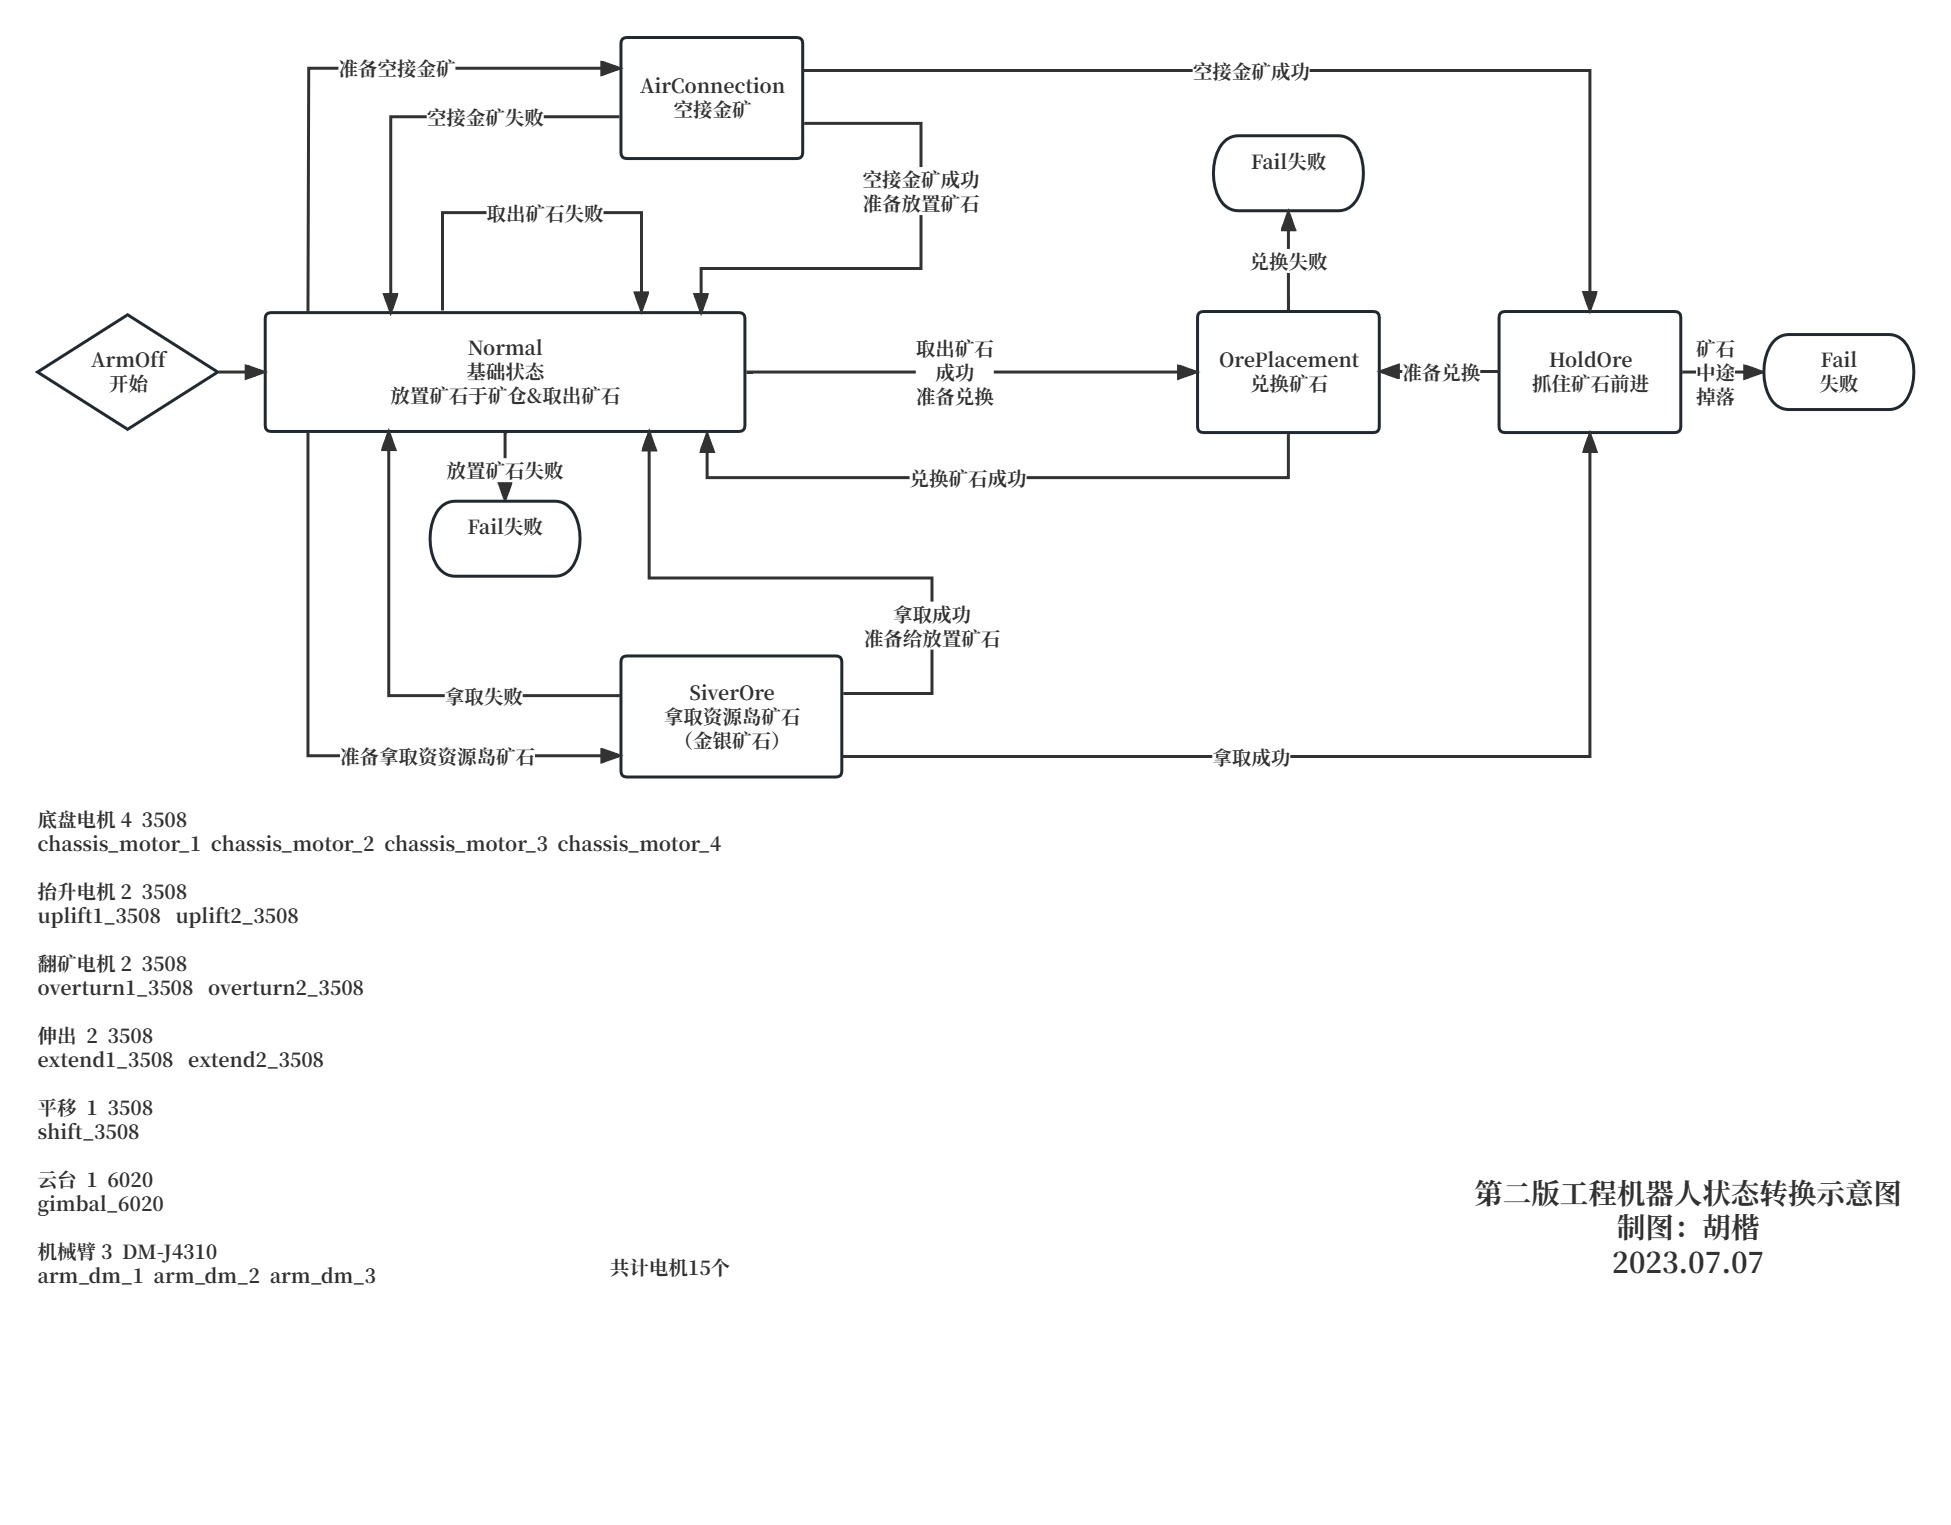 准备空接金矿
空接金矿成功
AirConnection
空接金矿
空接金矿失败
Fail失败
空接金矿成功
准备放置矿石
取出矿石失败
兑换失败
ArmOff
开始
Normal
基础状态
放置矿石于矿仓&取出矿石
取出矿石
成功
准备兑换
OrePlacement
兑换矿石
准备兑换
HoldOre
抓住矿石前进
矿石
中途
掉落
Fail
失败
放置矿石失败
兑换矿石成功
Fail失败
拿取成功
准备给放置矿石
拿取失败
SiverOre
拿取资源岛矿石
（金银矿石）
准备拿取资资源岛矿石
拿取成功
底盘电机 4 3508
chassis_motor_1 chassis_motor_2 chassis_motor_3 chassis_motor_4
抬升电机 2 3508
uplift1_3508 uplift2_3508
翻矿电机 2 3508
overturn1_3508 overturn2_3508
伸出 2 3508
extend1_3508 extend2_3508
平移 1 3508
shift_3508
云台 1 6020
gimbal_6020
机械臂 3 DM-J4310
arm_dm_1 arm_dm_2 arm_dm_3
共计电机15个
第二版工程机器人状态转换示意图
制图：胡楷
2023.07.07